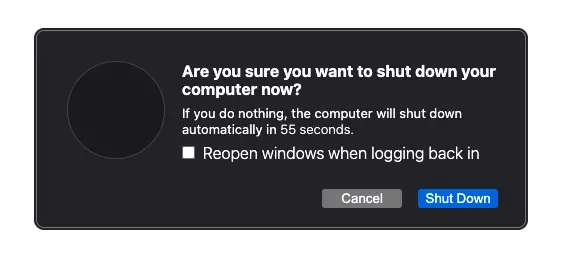 Are you sure you want to shut down your
computer now?
If you do nothing, the computer will shut down
automatically in 55 seconds.
Reopen windows when logging back in
Cancel
Shut Down